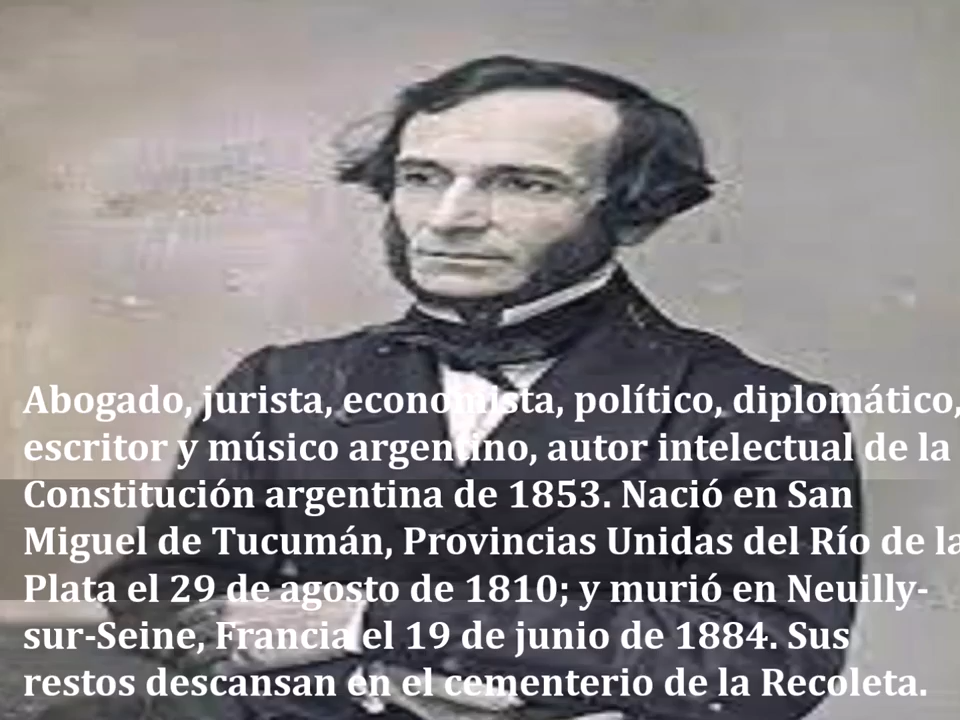 Abogado, jurista, economista, político, diplomático,
escritor y músico argentino, autor intelectual de la
Constitución argentina de 1853. Nació en San
Miguel de Tucumán, Provincias Unidas del Río de la
Plata el 29 de agosto de 1810; y murió en Neuilly-
sur-Seine, Francia el 19 de junio de 1884. Sus
restos descansan en el cementerio de la Recoleta.